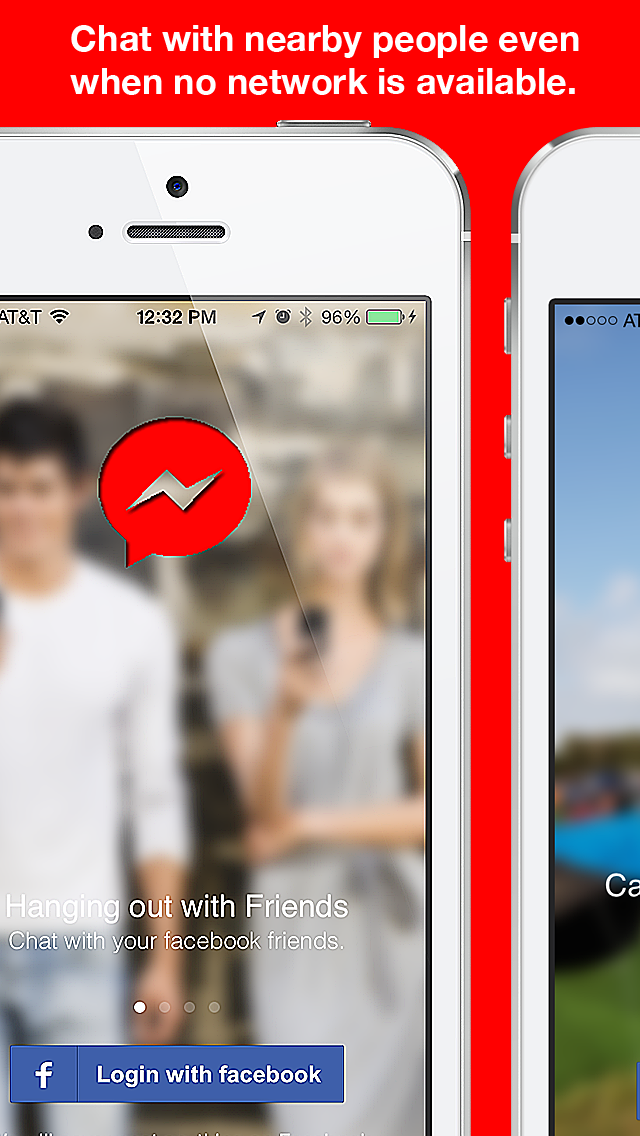 Chat with nearby people even
when no network is available.
AT&T 12:32 PM 96%
AT
Ca
Hanging out with Friends
Chat with your facebook friends.
f Login with facebook